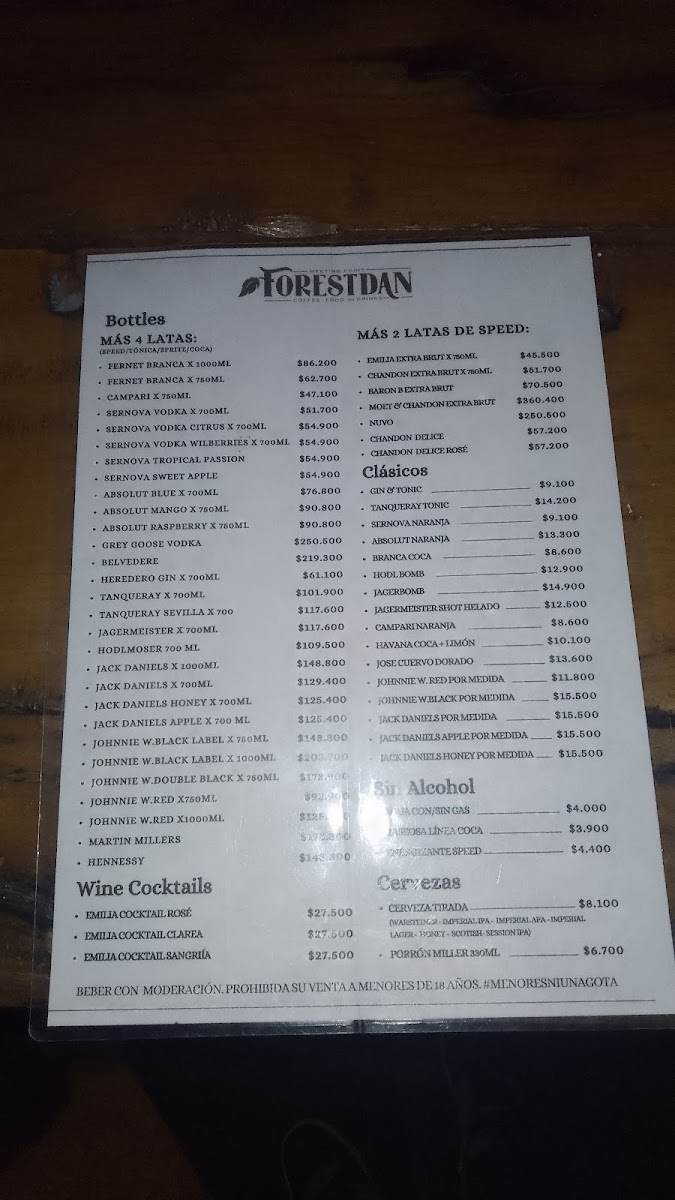 MEETING POINT
FORESTDAN
COFFEE FOOD AND DRINKS
Bottles
MÁS 4 LATAS:
(SPEED/TÓNICA/SPRITE/COCA)
• FERNET BRANCA X 1000ML $86.200
• FERNET BRANCA X 750ML $62.700
• CAMPARI X 750ML $47.100
• SERNOVA VODKA X 700ML $51.700
• SERNOVA VODKA CITRUS X 700ML $54.900
• SERNOVA VODKA WILBERRIES X 700ML $54.900
• SERNOVA TROPICAL PASSION $54.900
• SERNOVA SWEET APPLE $54.900
• ABSOLUT BLUE X 700ML $76.800
• ABSOLUT MANGO X 750ML $90.800
• ABSOLUT RASPBERRY X 750ML $90.800
• GREY GOOSE VODKA $250.500
• BELVEDERE $219.300
• HEREDERO GIN X 700ML $61.100
• TANQUERAY X 700ML $101.900
• TANQUERAY SEVILLA X 700 $117.600
• JAGERMEISTER X 700ML $117.600
• HODLMOSER 700 ML $109.500
• JACK DANIELS X 1000ML $148.800
• JACK DANIELS X 700ML $129.400
• JACK DANIELS HONEY X 700ML $125.400
• JACK DANIELS APPLE X 700 ML $125.400
• JOHNNIE W.BLACK LABEL X 750ML $148.800
• JOHNNIE W.BLACK LABEL X 1000ML
• JOHNNIE W.DOUBLE BLACK X 750ML
• JOHNNIE W.RED X750ML
• JOHNNIE W.RED X1000ML
• MARTIN MILLERS
• HENNESSY
Wine Cocktails
• EMILIA COCKTAIL ROSÉ $27.500
• EMILIA COCKTAIL CLAREA $27.500
• EMILIA COCKTAIL SANGRIÍA $27.500
MÁS 2 LATAS DE SPEED:
• EMILIA EXTRA BRUT X 750ML $45.500
• CHANDON EXTRA BRUT X 750ML $51.700
• BARON B EXTRA BRUT $70.500
• MOET & CHANDON EXTRA BRUT $360.400
• NUVO $250.500
• CHANDON DELICE $57.200
• CHANDON DELICE ROSÉ $57.200
Clásicos
• GIN & TONIC $9.100
• TANQUERAY TONIC $14.200
• SERNOVA NARANJA $9.100
• ABSOLUT NARANJA $13.300
• BRANCA COCA $8.600
• HODL BOMB $12.900
• JAGERBOMB $14.900
• JAGERMEISTER SHOT HELADO $12.500
• CAMPARI NARANJA $8.600
• HAVANA COCA + LIMÓN $10.100
• JOSE CUERVO DORADO $13.600
• JOHNNIE W. RED POR MEDIDA $11.800
• JOHNNIE W.BLACK POR MEDIDA $15.500
• JACK DANIELS POR MEDIDA $15.500
• JACK DANIELS APPLE POR MEDIDA $15.500
• JACK DANIELS HONEY POR MEDIDA $15.500
Sin Alcohol
CON/SIN GAS $4.000
LÍNEA COCA $3.900
SPEED $4.400
Cervezas
• CERVEZA TIRADA $8.100
(WARSTEINER - IMPERIAL IPA - IMPERIAL APA - IMPERIAL
LAGER - HONEY - SCOTISH - SESSION IPA)
• PORRÓN MILLER 330ML $6.700
BEBER CON MODERACIÓN. PROHIBIDA SU VENTA A MENORES DE 18 AÑOS. #MENORESNIUNAGOTA